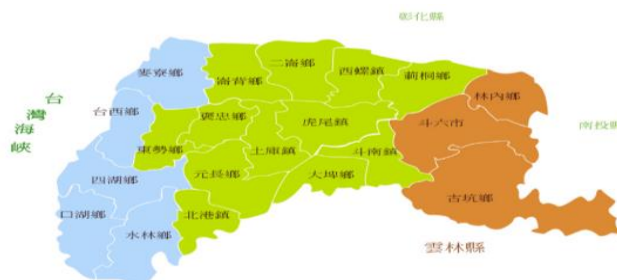 彰化縣
二崙鄉
麥寮鄉
崙背鄉
西螺鎮
莿桐鄉
林內鄉
台灣海峽
台西鄉
褒忠鄉
虎尾鎮
斗六市
南投縣
東勢鄉
土庫鎮
斗南鎮
四湖鄉
元長鄉
大埤鄉
古坑鄉
口湖鄉
北港鎮
水林鄉
雲林縣